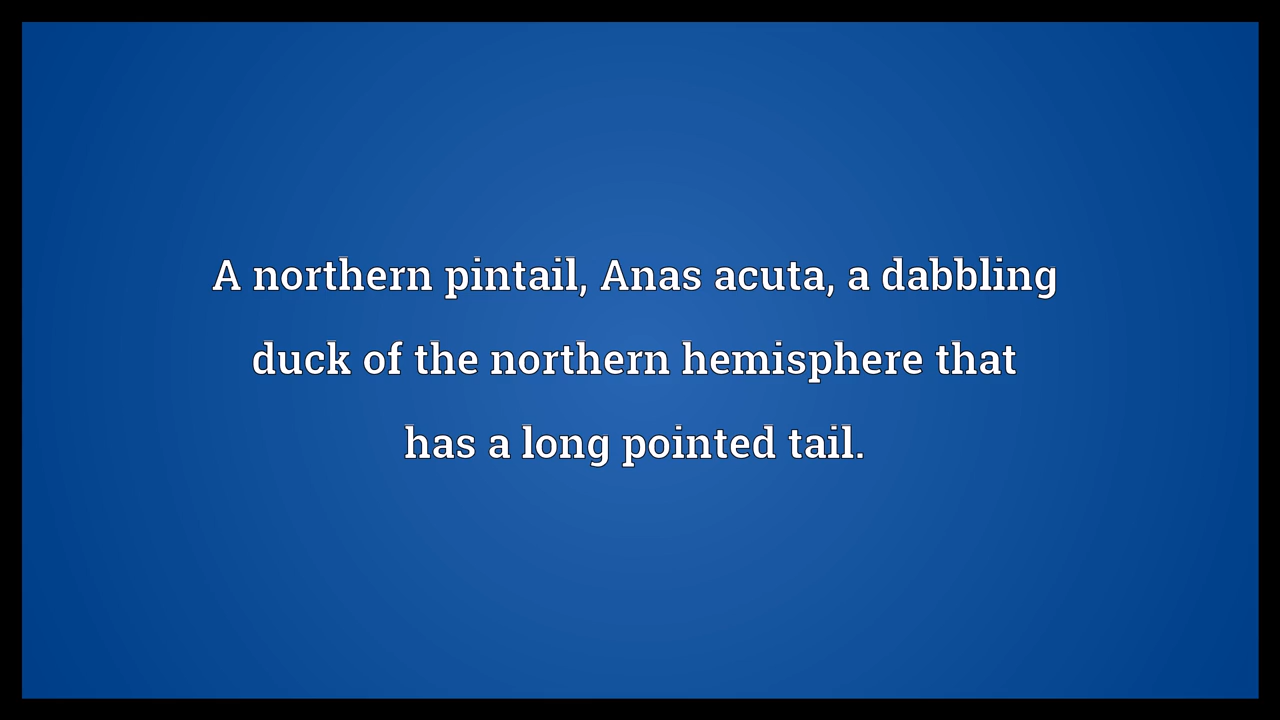 A northern pintail, Anas acuta, a dabbling
duck of the northern hemisphere that
has a long pointed tail.